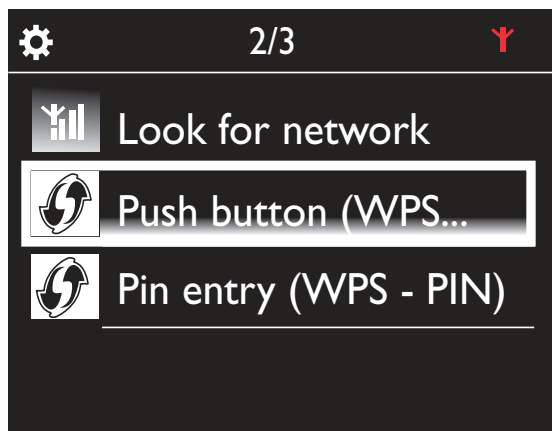 2/3
Look for network
Push button (WPS...
Pin entry (WPS - PIN)